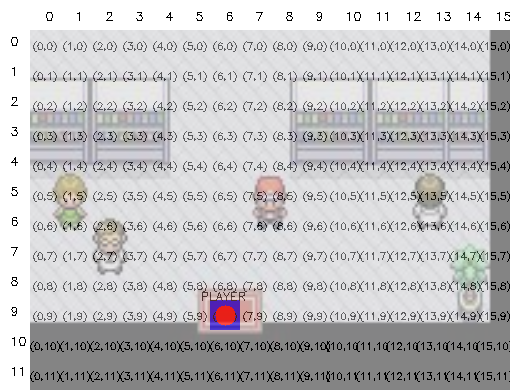 0 1 2 3 4 5 6 7 8 9 10 11 12 13 14 15
0 (0,0) (1,0) (2,0) (3,0) (4,0) (5,0) (6,0) (7,0) (8,0) (9,0) (10,0) (11,0) (12,0) (13,0) (14,0) (15,0)
1 (0,1) (1,1) (2,1) (3,1) (4,1) (5,1) (6,1) (7,1) (8,1) (9,1) (10,1) (11,1) (12,1) (13,1) (14,1) (15,1)
2 (0,2) (1,2) (2,2) (3,2) (4,2) (5,2) (6,2) (7,2) (8,2) (9,2) (10,2) (11,2) (12,2) (13,2) (14,2) (15,2)
3 (0,3) (1,3) (2,3) (3,3) (4,3) (5,3) (6,3) (7,3) (8,3) (9,3) (10,3) (11,3) (12,3) (13,3) (14,3) (15,3)
4 (0,4) (1,4) (2,4) (3,4) (4,4) (5,4) (6,4) (7,4) (8,4) (9,4) (10,4) (11,4) (12,4) (13,4) (14,4) (15,4)
5 (0,5) (1,5) (2,5) (3,5) (4,5) (5,5) (6,5) (7,5) (8,5) (9,5) (10,5) (11,5) (12,5) (13,5) (14,5) (15,5)
6 (0,6) (1,6) (2,6) (3,6) (4,6) (5,6) (6,6) (7,6) (8,6) (9,6) (10,6) (11,6) (12,6) (13,6) (14,6) (15,6)
7 (0,7) (1,7) (2,7) (3,7) (4,7) (5,7) (6,7) (7,7) (8,7) (9,7) (10,7) (11,7) (12,7) (13,7) (14,7) (15,7)
8 (0,8) (1,8) (2,8) (3,8) (4,8) (5,8) (6,8) (7,8) (8,8) (9,8) (10,8) (11,8) (12,8) (13,8) (14,8) (15,8)
PLAYER
9 (0,9) (1,9) (2,9) (3,9) (4,9) (5,9) (7,9) (8,9) (9,9) (10,9) (11,9) (12,9) (13,9) (14,9) (15,9)
10 (0,10) (1,10) (2,10) (3,10) (4,10) (5,10) (6,10) (7,10) (8,10) (9,10) (10,10) (11,10) (12,10) (13,10) (14,10) (15,10)
11 (0,11) (1,11) (2,11) (3,11) (4,11) (5,11) (6,11) (7,11) (8,11) (9,11) (10,11) (11,11) (12,11) (13,11) (14,11) (15,11)